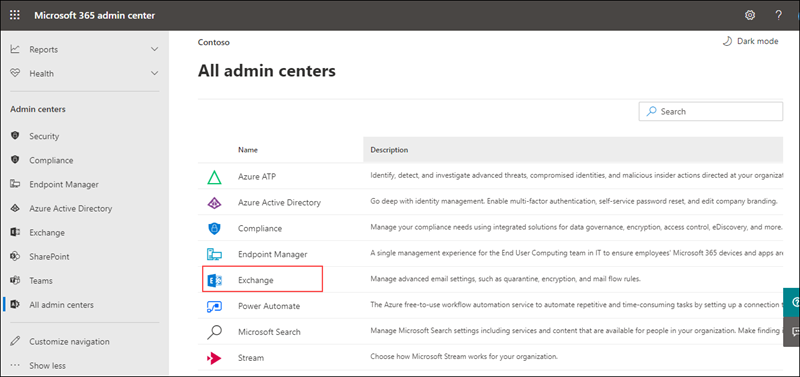 Microsoft 365 admin center
?
Reports
Health
Admin centers
Security
Compliance
Endpoint Manager
Azure Active Directory
Exchange
SharePoint
Teams
All admin centers
Customize navigation
Show less
Contoso
Dark mode
All admin centers
Search
Name Description
Azure ATP Identify, detect, and investigate advanced threats, compromised identities, and malicious insider actions directed at your organizat
Azure Active Directory Go deep with identity management. Enable multi-factor authentication, self-service password reset, and edit company branding.
Compliance Manage your compliance needs using integrated solutions for data governance, encryption, access control, eDiscovery, and more.
Endpoint Manager A single management experience for the End User Computing team in IT to ensure employees' Microsoft 365 devices and apps are
Exchange Manage advanced email settings, such as quarantine, encryption, and mail flow rules.
Power Automate The Azure free-to-use workflow automation service to automate repetitive and time-consuming tasks by setting up a connection t
Microsoft Search Manage Microsoft Search settings including services and content that are available for people in your organization. Make finding i
Stream Choose how Microsoft Stream works for your organization.